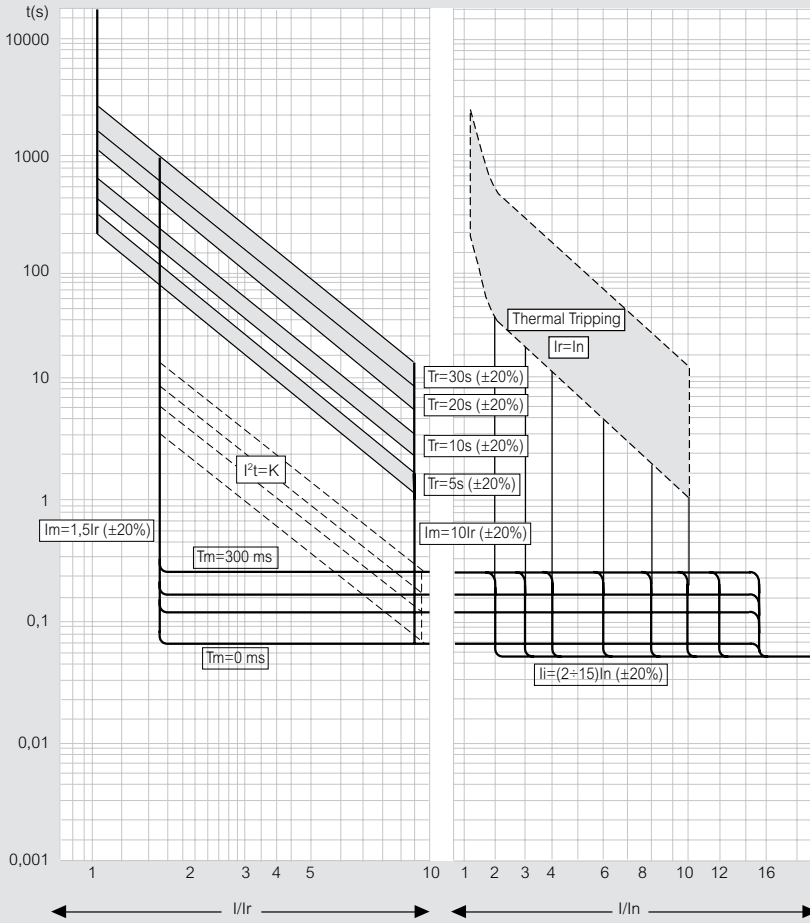 t(s)
10000
1000
100
10
1
0,1
0,01
0,001
Thermal Tripping
Ir=In
Tr=30s (±20%)
Tr=20s (±20%)
Tr=10s (±20%)
Tr=5s (±20%)
I²t=K
Im=1,5Ir (±20%)
Im=10Ir (±20%)
Tm=300 ms
Tm=0 ms
Ii=(2÷15)In (±20%)
1 2 3 4 5 10
1 2 3 4 6 8 10 12 16
I/Ir
I/In